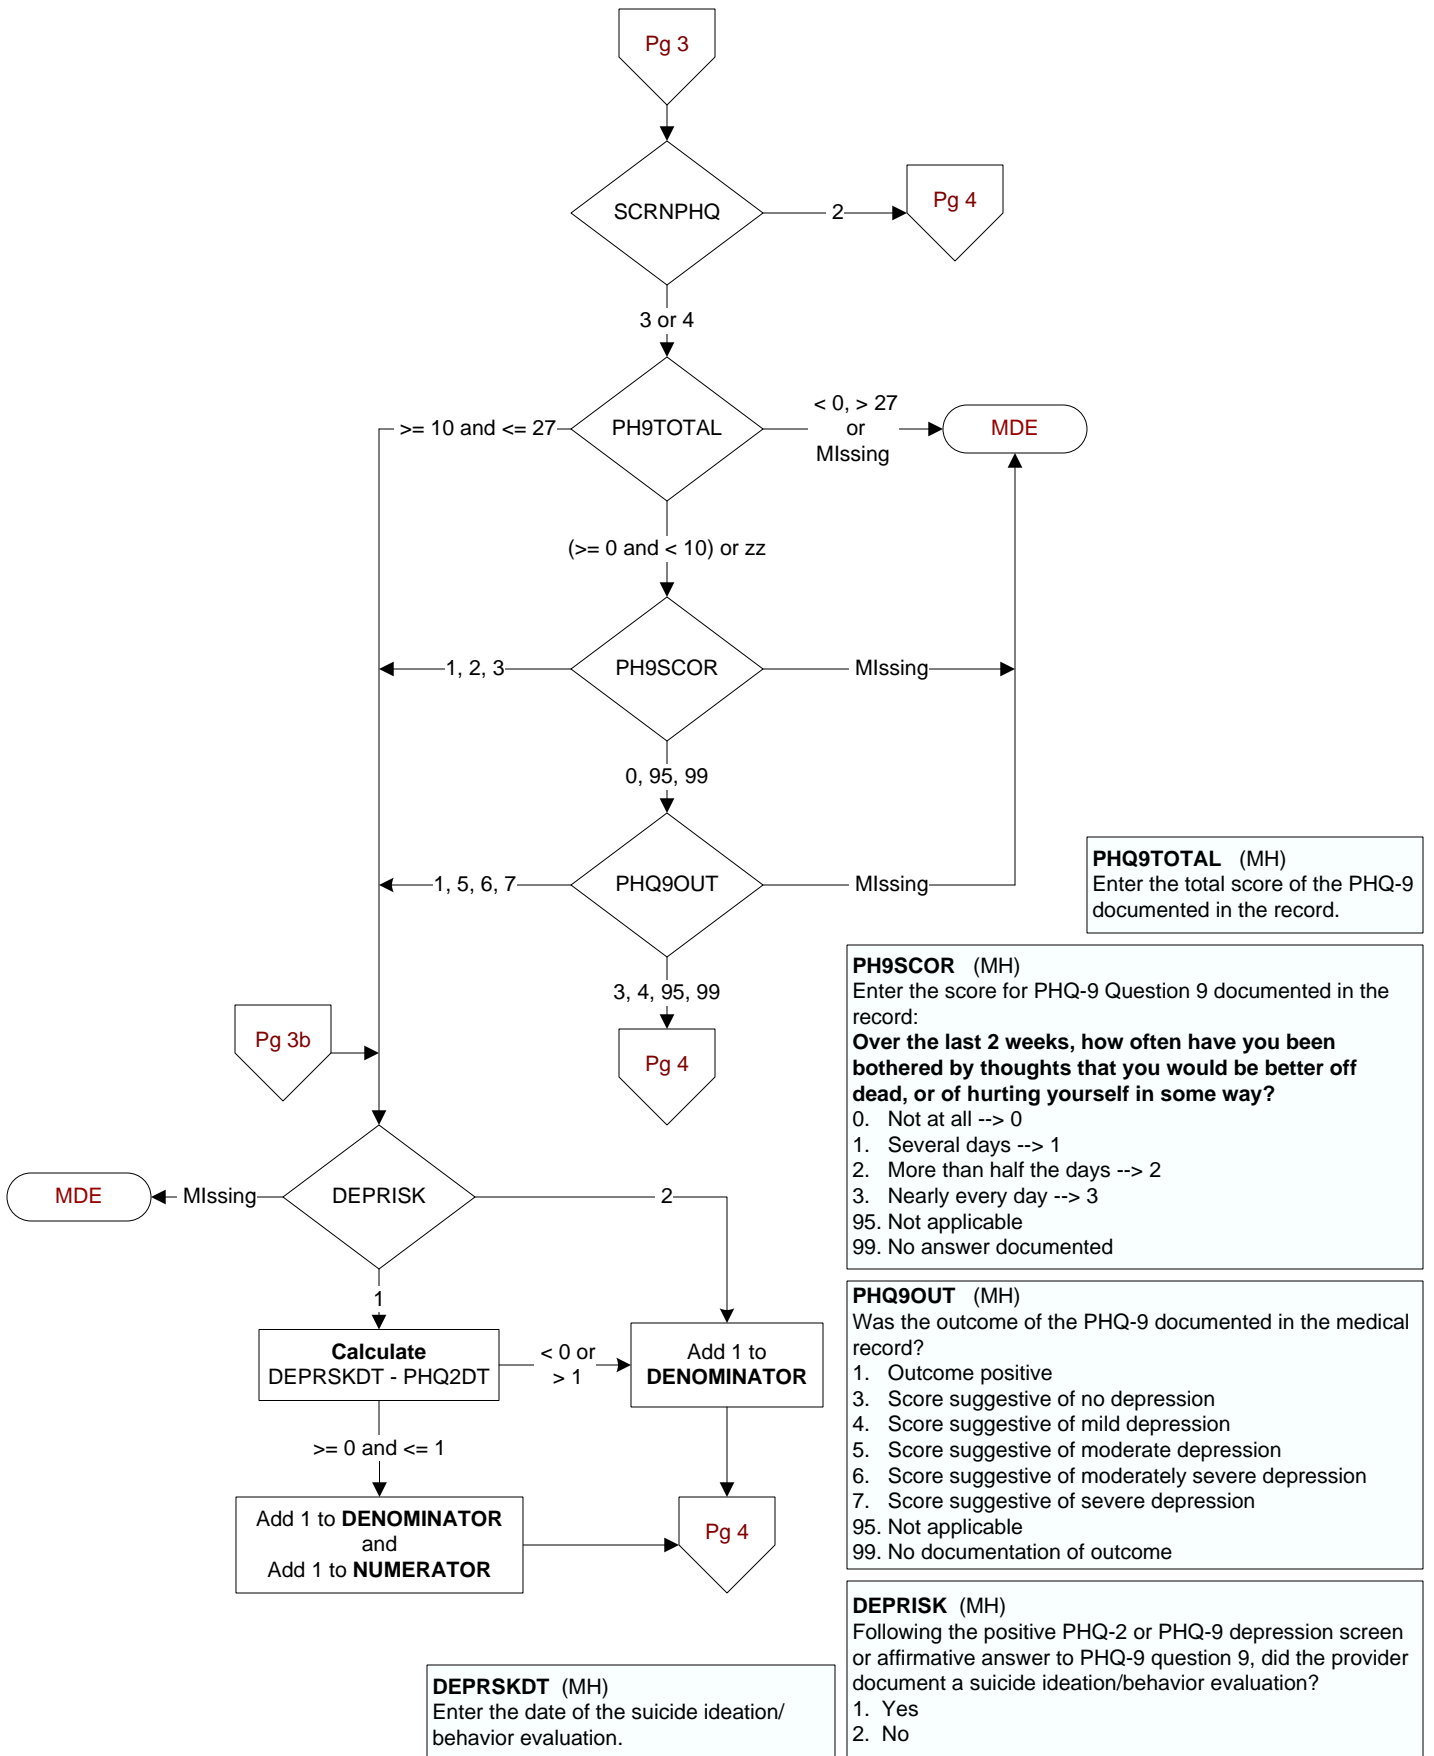 Pg 3
SCRNPHQ
2
Pg 4
3 or 4
PH9TOTAL
>= 10 and <= 27
< 0, > 27
or
MIssing
MDE
(>= 0 and < 10) or zz
PH9SCOR
1, 2, 3
MIssing
0, 95, 99
PHQ9OUT
1, 5, 6, 7
MIssing
3, 4, 95, 99
Pg 4
Pg 3b
DEPRISK
MIssing
MDE
2
1
Calculate
DEPRSKDT - PHQ2DT
< 0 or
> 1
Add 1 to
DENOMINATOR
>= 0 and <= 1
Add 1 to DENOMINATOR
and
Add 1 to NUMERATOR
Pg 4
PHQ9TOTAL (MH)
Enter the total score of the PHQ-9
documented in the record.
PH9SCOR (MH)
Enter the score for PHQ-9 Question 9 documented in the
record:
Over the last 2 weeks, how often have you been
bothered by thoughts that you would be better off
dead, or of hurting yourself in some way?
0. Not at all --> 0
1. Several days --> 1
2. More than half the days --> 2
3. Nearly every day --> 3
95. Not applicable
99. No answer documented
PHQ9OUT (MH)
Was the outcome of the PHQ-9 documented in the medical
record?
1. Outcome positive
3. Score suggestive of no depression
4. Score suggestive of mild depression
5. Score suggestive of moderate depression
6. Score suggestive of moderately severe depression
7. Score suggestive of severe depression
95. Not applicable
99. No documentation of outcome
DEPRISK (MH)
Following the positive PHQ-2 or PHQ-9 depression screen
or affirmative answer to PHQ-9 question 9, did the provider
document a suicide ideation/behavior evaluation?
1. Yes
2. No
DEPRSKDT (MH)
Enter the date of the suicide ideation/
behavior evaluation.